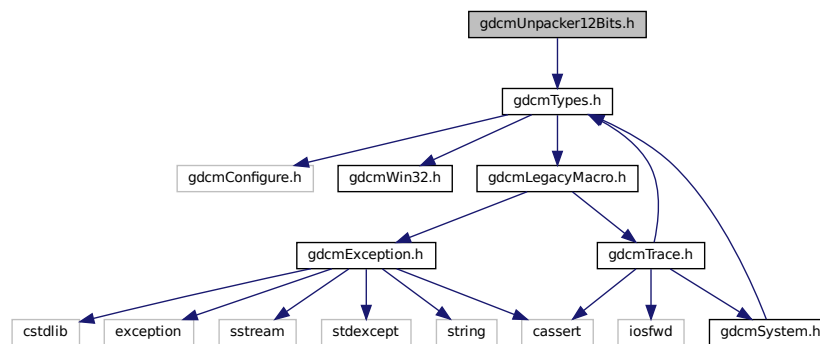 gdcmUnpacker12Bits.h
gdcmTypes.h
gdcmConfigure.h
gdcmWin32.h
gdcmLegacyMacro.h
gdcmException.h
gdcmTrace.h
cstdlib
exception
sstream
stdexcept
string
cassert
iosfwd
gdcmSystem.h